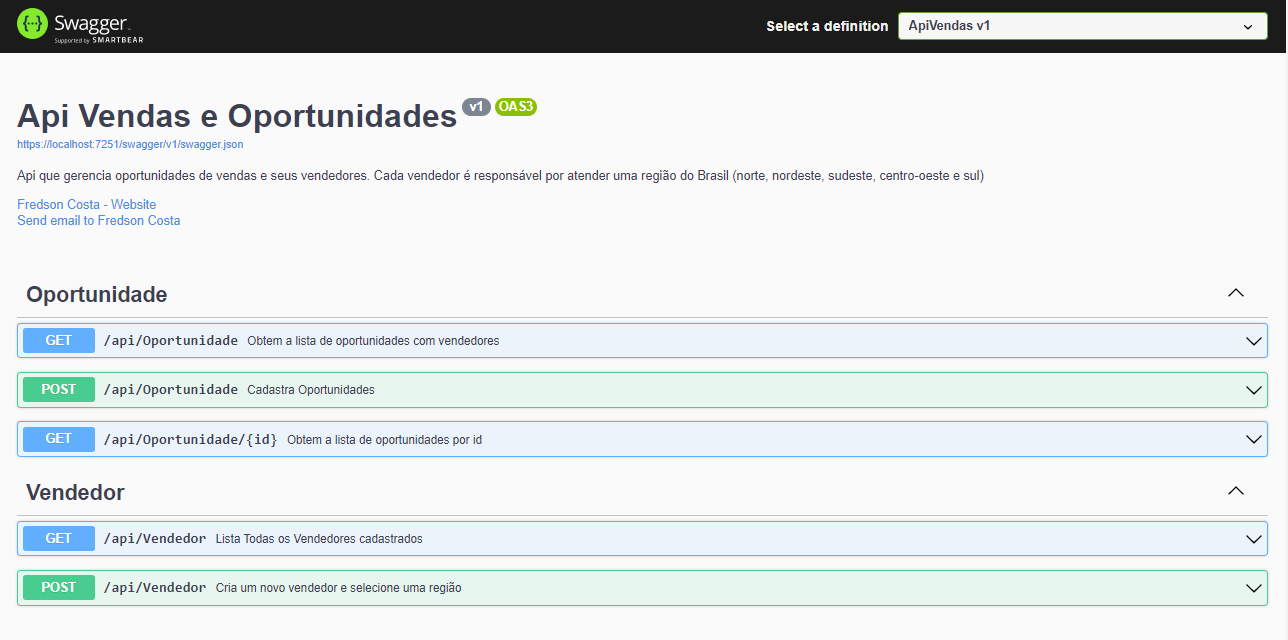 Swagger
Supported by SMARTBEAR
Select a definition
ApiVendas v1
Api Vendas e Oportunidades v1 OAS3
https://localhost:7251/swagger/v1/swagger.json
Api que gerencia oportunidades de vendas e seus vendedores. Cada vendedor é responsável por atender uma região do Brasil (norte, nordeste, sudeste, centro-oeste e sul)
Fredson Costa - Website
Send email to Fredson Costa
Oportunidade
GET /api/Oportunidade Obtem a lista de oportunidades com vendedores
POST /api/Oportunidade Cadastra Oportunidades
GET /api/Oportunidade/{id} Obtem a lista de oportunidades por id
Vendedor
GET /api/Vendedor Lista Todas os Vendedores cadastrados
POST /api/Vendedor Cria um novo vendedor e selecione uma região